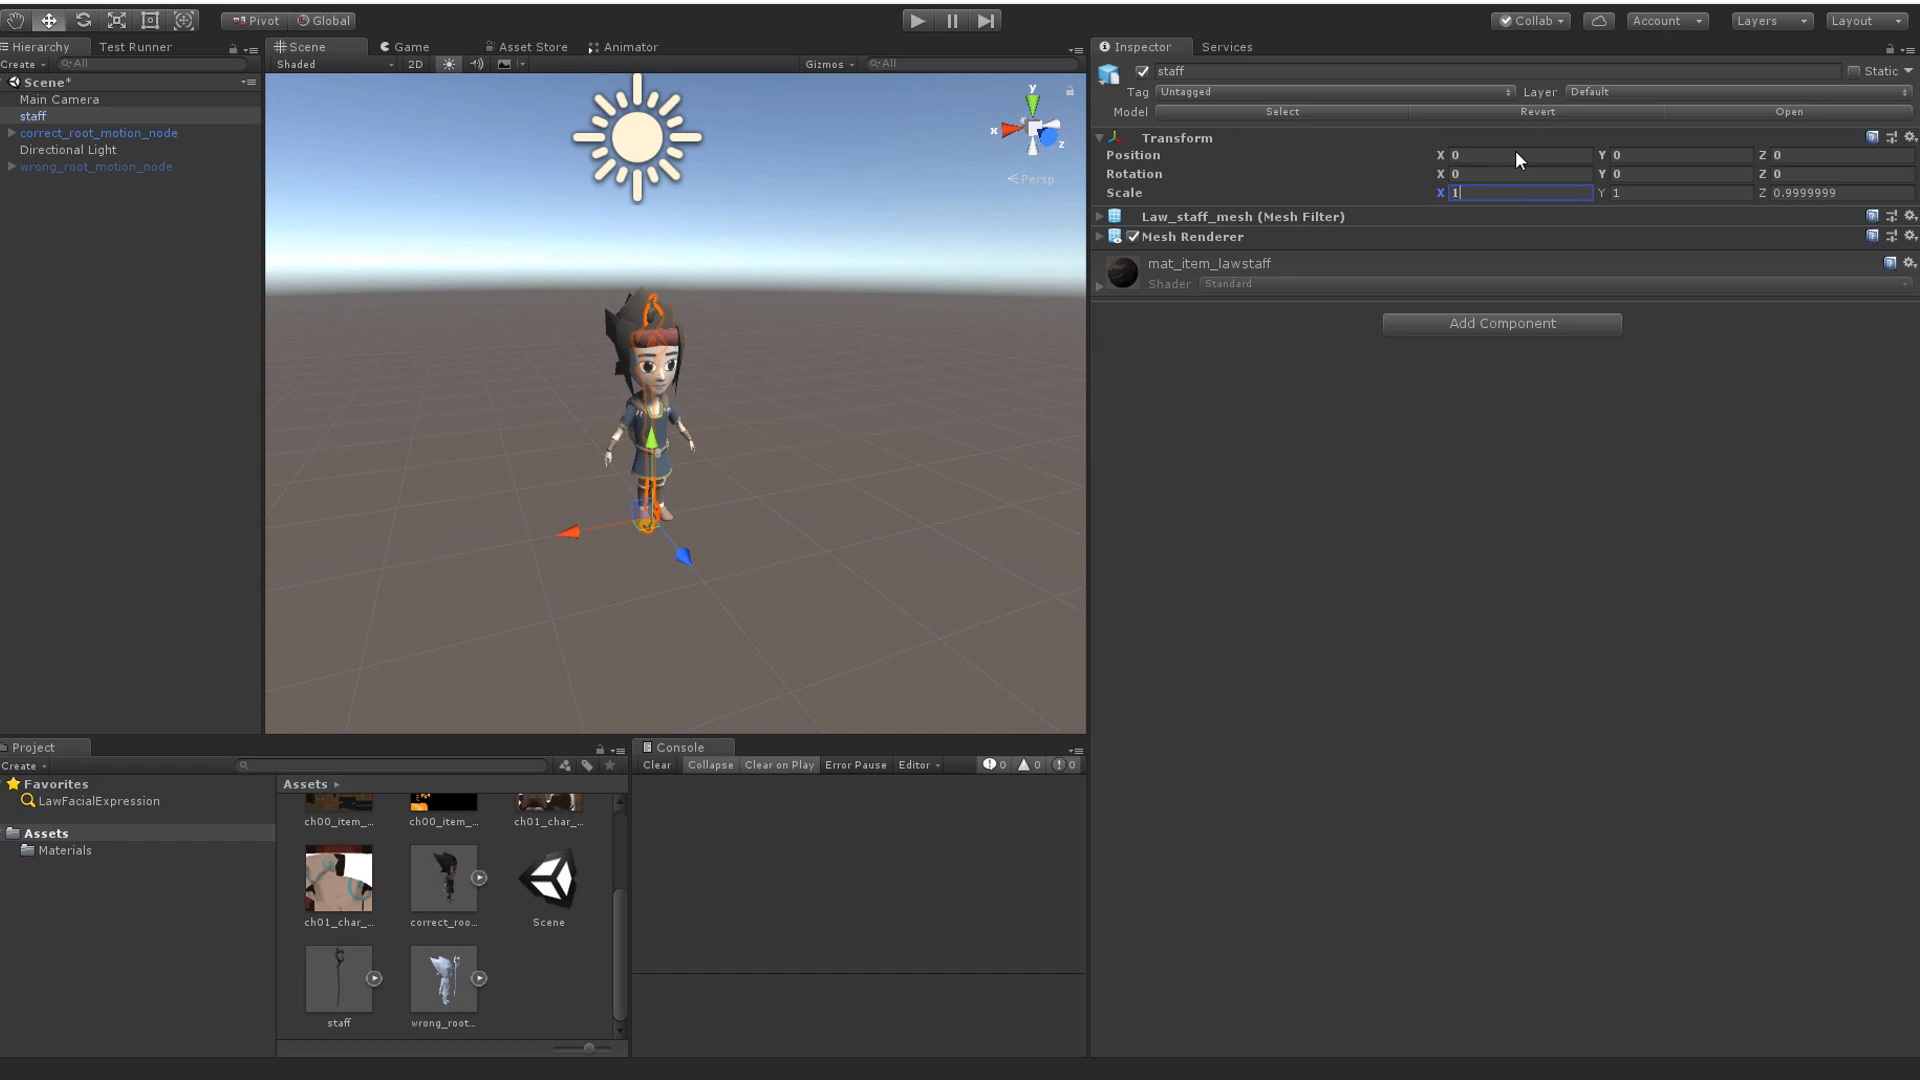 Pivot Global Collab Account Layers Layout
Hierarchy Test Runner Scene Game Asset Store Animator Inspector Services
Create All Shaded 2D Gizmos All
Scene*
Main Camera
staff
correct_root_motion_node
Directional Light
wrong_root_motion_node
y
x
z
Persp
staff Static
Tag Untagged Layer Default
Model Select Revert Open
Transform
Position X 0 Y 0 Z 0
Rotation X 0 Y 0 Z 0
Scale X 1 Y 1 Z 0.9999999
Law_staff_mesh (Mesh Filter)
Mesh Renderer
mat_item_lawstaff
Shader Standard
Add Component
Project
Create
Favorites
LawFacialExpression
Assets
Materials
Assets
ch00_item_... ch00_item_... ch01_char_...
ch01_char_... correct_roo... Scene
staff wrong_root...
Console
Clear Collapse Clear on Play Error Pause Editor 0 0 0